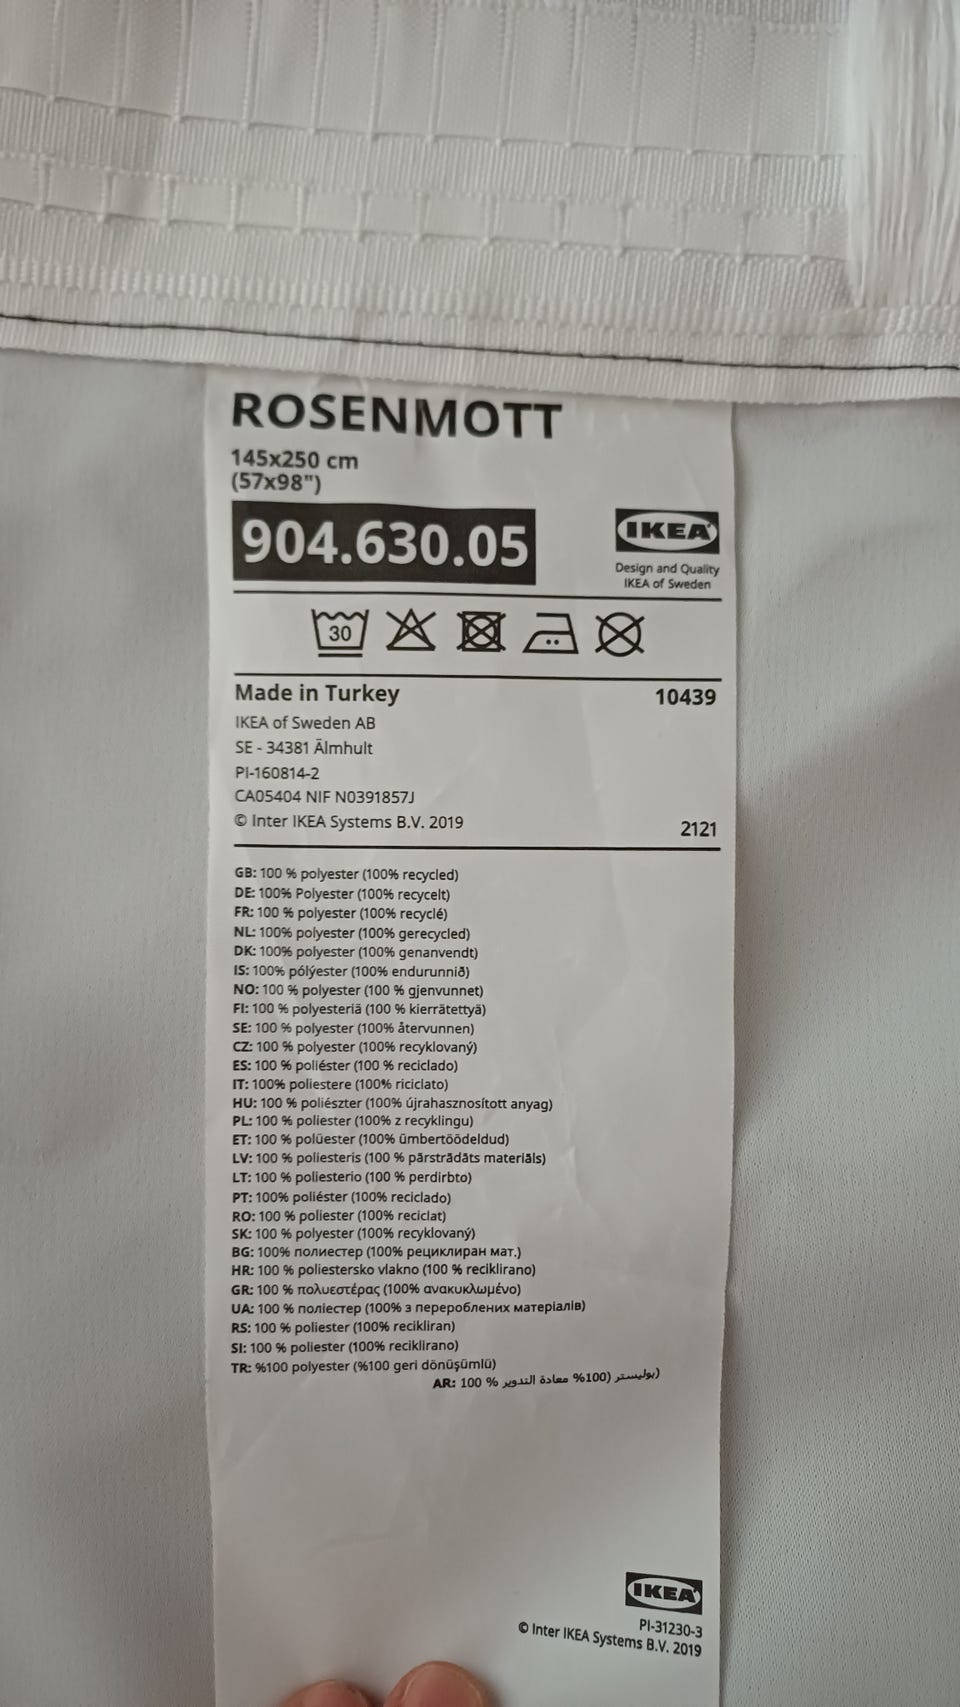 ROSENMOTT
145x250 cm
(57x98")
904.630.05
IKEA
Design and Quality
IKEA of Sweden
30
Made in Turkey 10439
IKEA of Sweden AB
SE - 34381 Älmhult
PI-160814-2
CA05404 NIF N0391857J
© Inter IKEA Systems B.V. 2019
2121
GB: 100 % polyester (100% recycled)
DE: 100% Polyester (100% recycelt)
FR: 100 % polyester (100% recyclé)
NL: 100% polyester (100% gerecycled)
DK: 100% polyester (100% genanvendt)
IS: 100% pólýester (100% endurunnið)
NO: 100 % polyester (100 % gjenvunnet)
FI: 100 % polyesteriä (100 % kierrätettyä)
SE: 100 % polyester (100% återvunnen)
CZ: 100 % polyester (100% recyklovaný)
ES: 100 % poliéster (100 % reciclado)
IT: 100% poliestere (100% riciclato)
HU: 100 % poliészter (100% újrahasznosított anyag)
PL: 100 % poliester (100% z recyklingu)
ET: 100 % polüester (100% ümbertöödeldud)
LV: 100 % poliesteris (100 % pārstrādāts materiāls)
LT: 100 % poliesterio (100 % perdirbto)
PT: 100% poliéster (100% reciclado)
RO: 100 % poliester (100% reciclat)
SK: 100 % polyester (100% recyklovaný)
BG: 100% полиестер (100% рециклиран мат.)
HR: 100 % poliestersko vlakno (100 % reciklirano)
GR: 100 % πολυεστέρας (100% ανακυκλωμένο)
UA: 100 % поліестер (100% з перероблених матеріалів)
RS: 100 % poliester (100% recikliran)
SI: 100 % poliester (100% reciklirano)
TR: %100 polyester (%100 geri dönüşümlü)
AR: 100 % بوليستر (100% معادة التدوير)
IKEA
PI-31230-3
© Inter IKEA Systems B.V. 2019